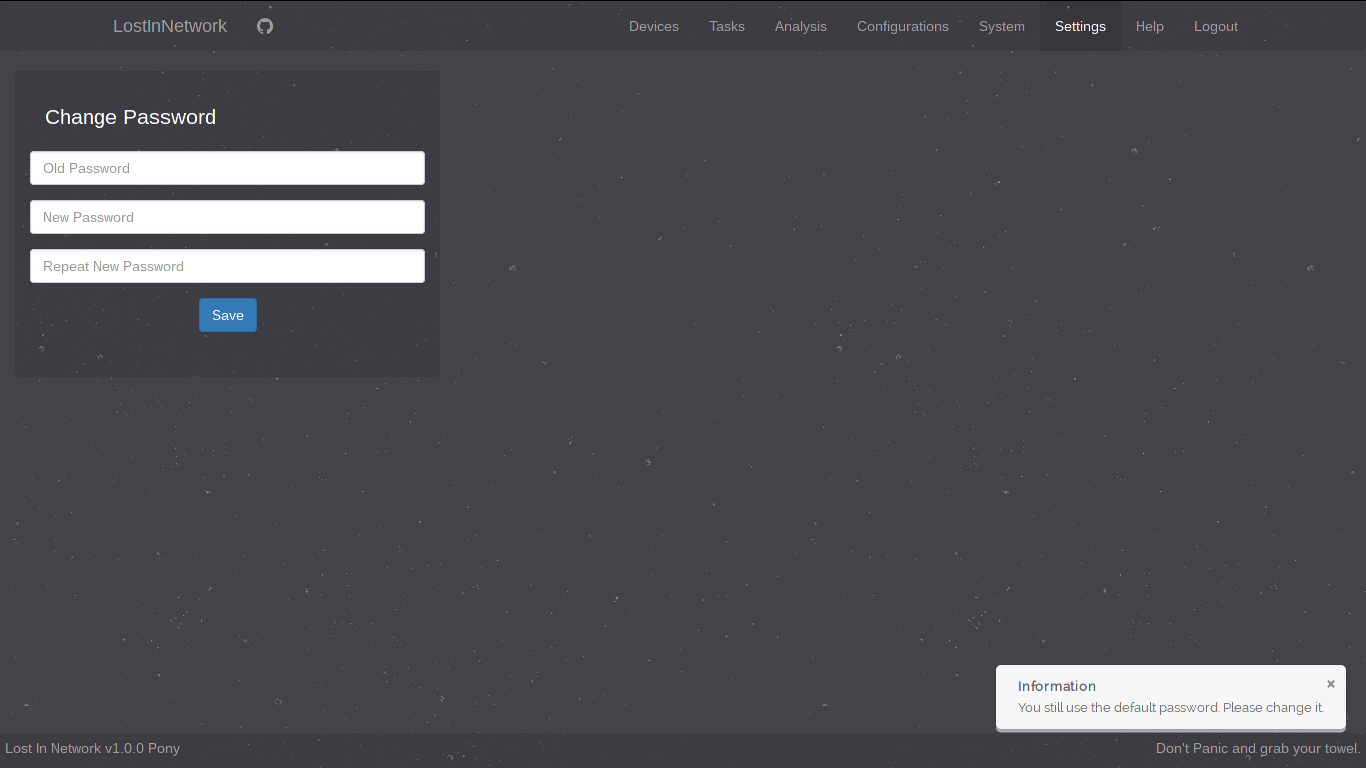 LostInNetwork Devices Tasks Analysis Configurations System Settings Help Logout
Change Password
Old Password
New Password
Repeat New Password
Save
Information ×
You still use the default password. Please change it.
Lost In Network v1.0.0 Pony Don't Panic and grab your towel.